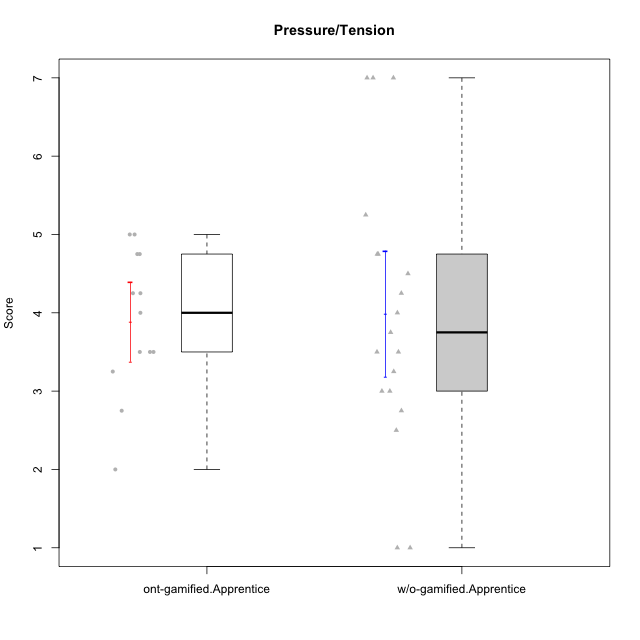 Pressure/Tension
Score
7
6
5
4
3
2
1
ont-gamified.Apprentice
w/o-gamified.Apprentice